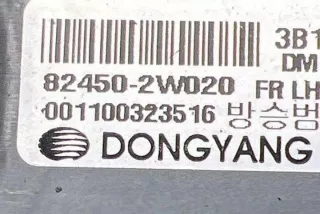 3B1
DM
82450-2W020 FR LH
001100323516 방승범
DONGYANG